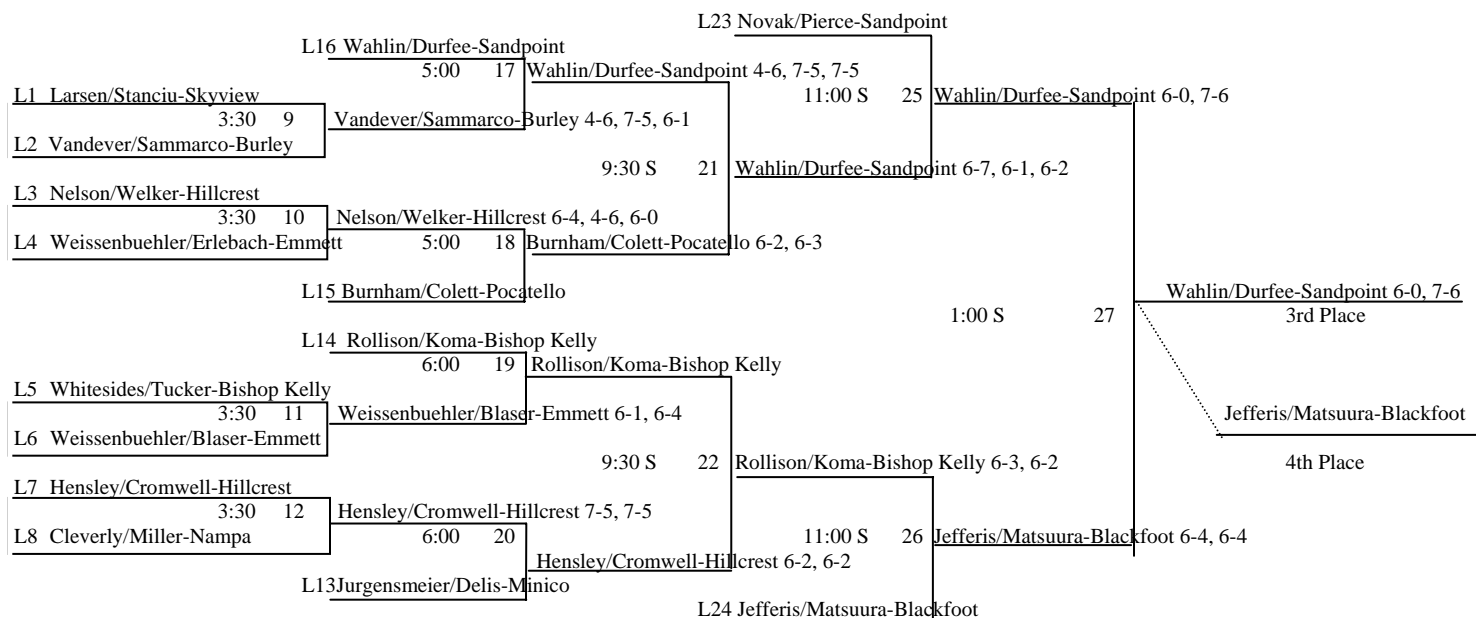 L23 Novak/Pierce-Sandpoint
L16 Wahlin/Durfee-Sandpoint
5:00 17 Wahlin/Durfee-Sandpoint 4-6, 7-5, 7-5
L1 Larsen/Stanciu-Skyview
11:00 S 25 Wahlin/Durfee-Sandpoint 6-0, 7-6
3:30 9 Vandever/Sammarco-Burley 4-6, 7-5, 6-1
L2 Vandever/Sammarco-Burley
9:30 S 21 Wahlin/Durfee-Sandpoint 6-7, 6-1, 6-2
L3 Nelson/Welker-Hillcrest
3:30 10 Nelson/Welker-Hillcrest 6-4, 4-6, 6-0
L4 Weissenbuehler/Erlebach-Emmett
5:00 18 Burnham/Colett-Pocatello 6-2, 6-3
L15 Burnham/Colett-Pocatello
Wahlin/Durfee-Sandpoint 6-0, 7-6
1:00 S 27 3rd Place
L14 Rollison/Koma-Bishop Kelly
6:00 19 Rollison/Koma-Bishop Kelly
L5 Whitesides/Tucker-Bishop Kelly
3:30 11 Weissenbuehler/Blaser-Emmett 6-1, 6-4
Jefferis/Matsuura-Blackfoot
L6 Weissenbuehler/Blaser-Emmett
9:30 S 22 Rollison/Koma-Bishop Kelly 6-3, 6-2
4th Place
L7 Hensley/Cromwell-Hillcrest
3:30 12 Hensley/Cromwell-Hillcrest 7-5, 7-5
L8 Cleverly/Miller-Nampa
6:00 20
11:00 S 26 Jefferis/Matsuura-Blackfoot 6-4, 6-4
Hensley/Cromwell-Hillcrest 6-2, 6-2
L13Jurgensmeier/Delis-Minico
L24 Jefferis/Matsuura-Blackfoot